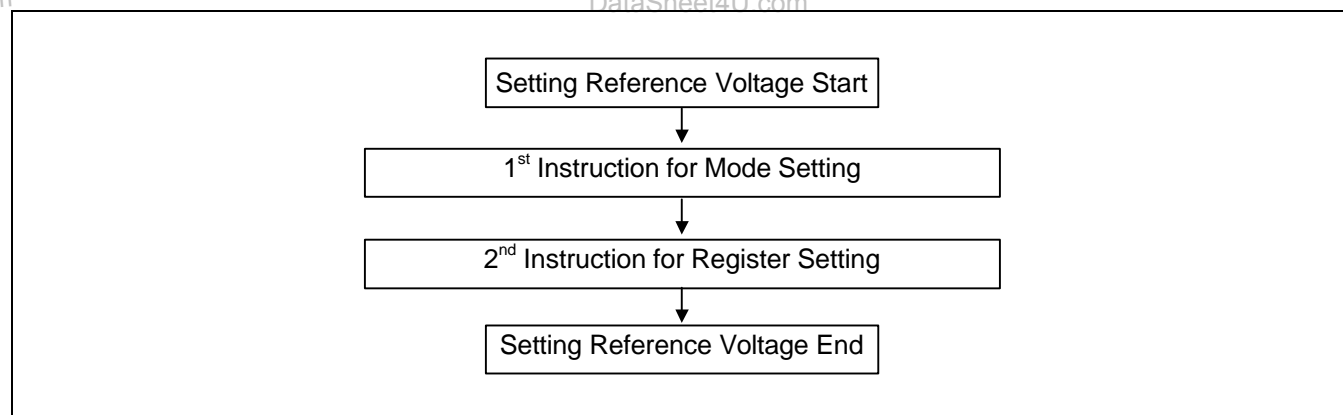 DataSheet4U.com
Setting Reference Voltage Start
1st Instruction for Mode Setting
2nd Instruction for Register Setting
Setting Reference Voltage End